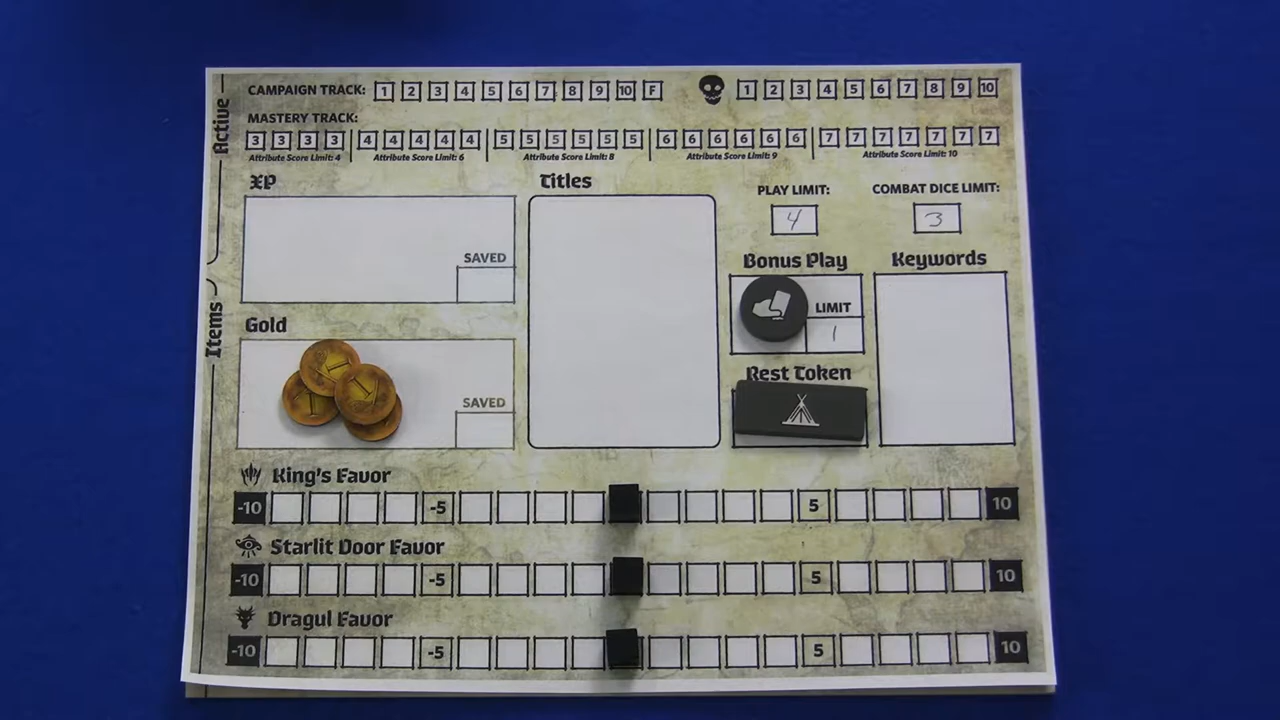 CAMPAIGN TRACK: 1 2 3 4 5 6 7 8 9 10 F 1 2 3 4 5 6 7 8 9 10
MASTERY TRACK:
3 3 3 3 4 4 4 4 4 5 5 5 5 5 5 6 6 6 6 6 6 7 7 7 7 7 7 7
Attribute Score Limit: 4 Attribute Score Limit: 6 Attribute Score Limit: 8 Attribute Score Limit: 9 Attribute Score Limit: 10
Active
Items
XP
SAVED
Gold
SAVED
Titles
PLAY LIMIT: COMBAT DICE LIMIT:
4 3
Bonus Play Keywords
LIMIT
1
Rest Token
King's Favor
-10 -5 5 10
Starlit Door Favor
-10 -5 5 10
Dragul Favor
-10 -5 5 10